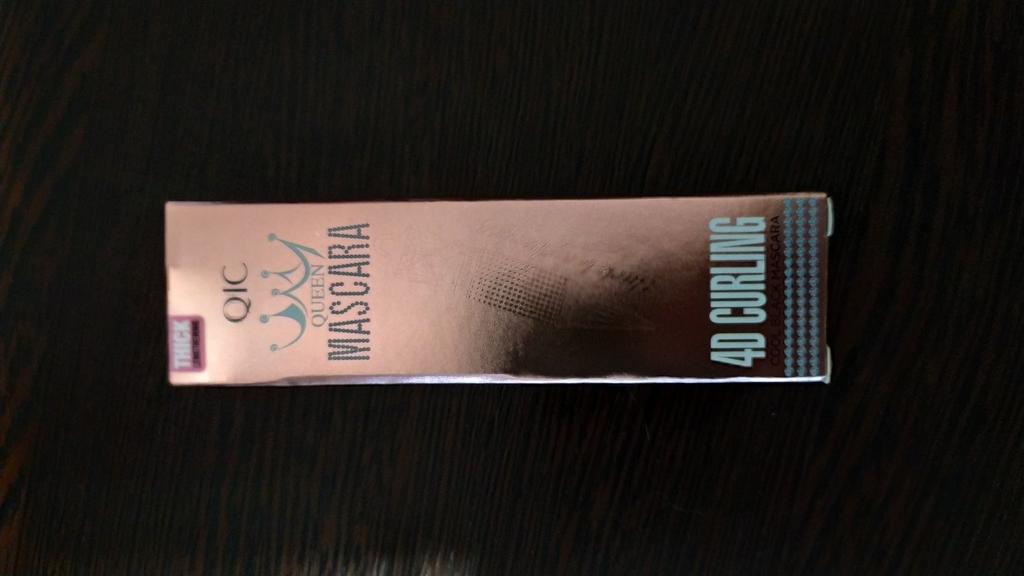 THICK
QIC
QUEEN
MASCARA
4D CURLING
COOL BLACK MASCARA